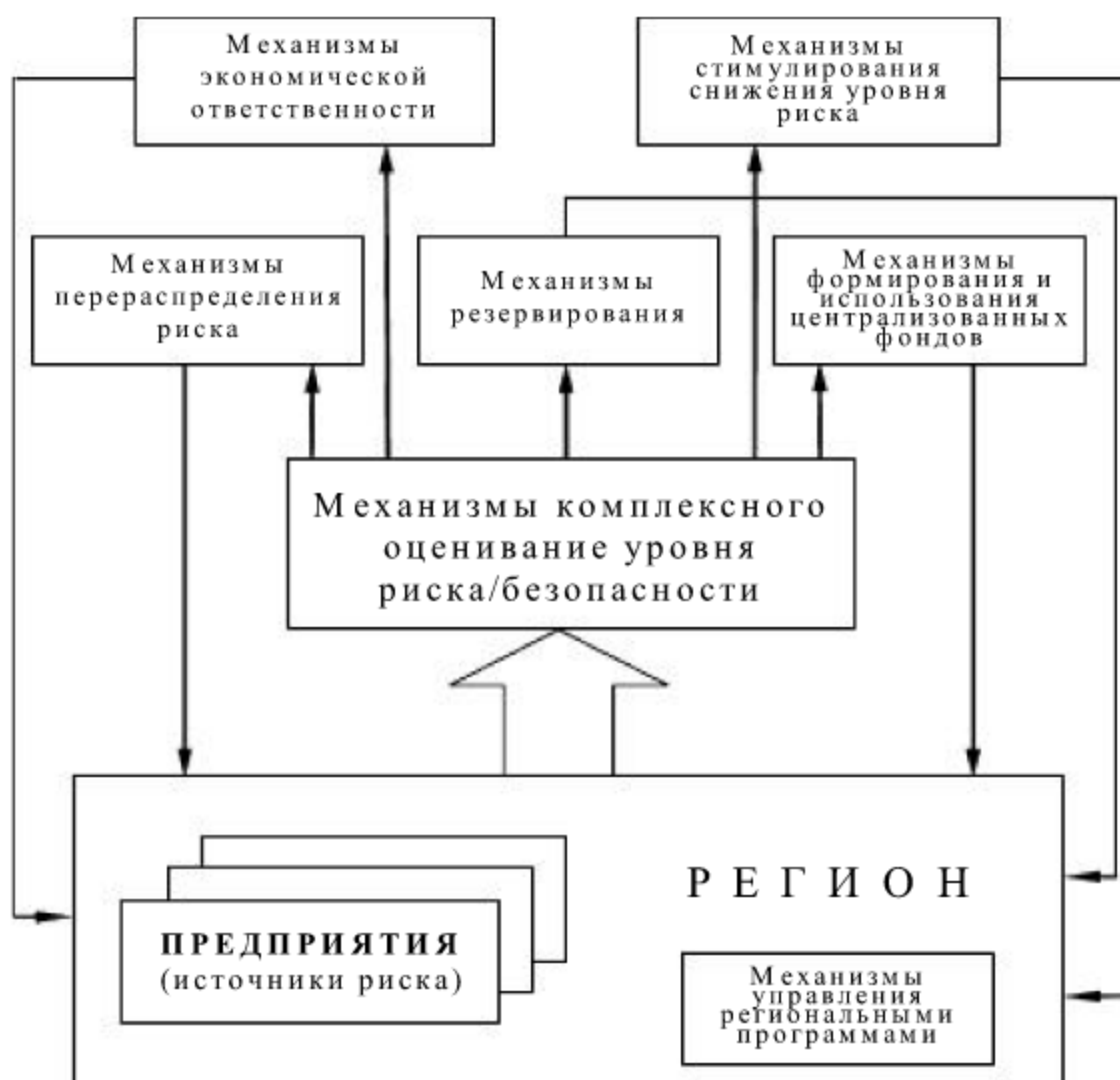 Механизмы
экономической
ответственности
Механизмы
стимулирования
снижения уровня
риска
Механизмы
перераспределения
риска
Механизмы
резервирования
Механизмы
формирования и
использования
централизованных
фондов
Механизмы комплексного
оценивание уровня
риска/безопасности
РЕГИОН
ПРЕДПРИЯТИЯ
(источники риска)
Механизмы
управления
региональными
программами